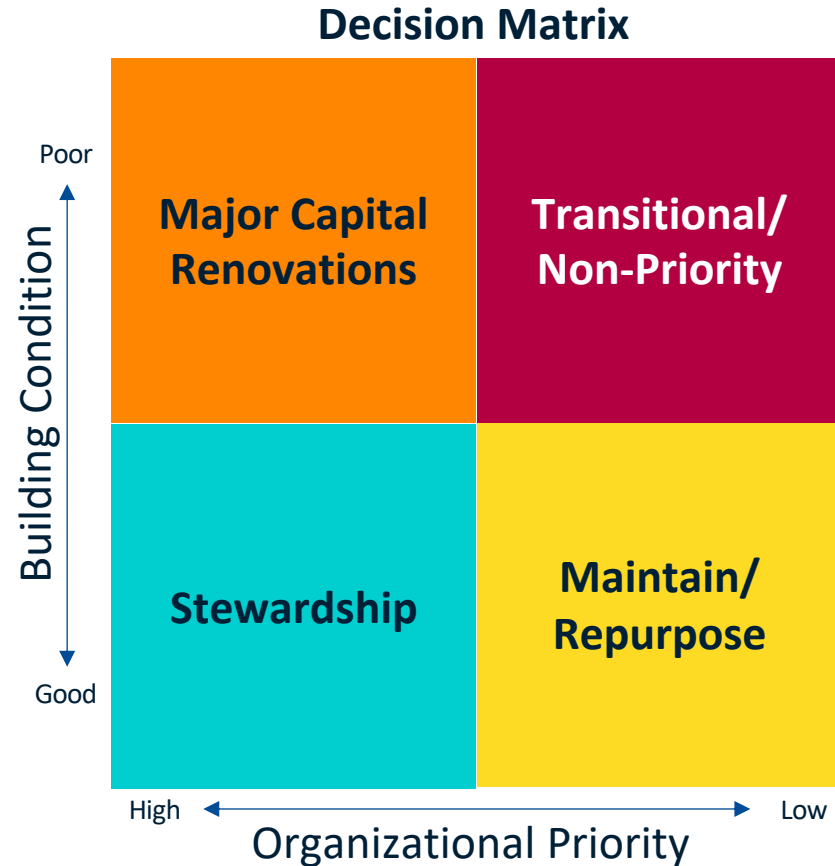 Decision Matrix
Poor
Building Condition
Good
Major Capital
Renovations
Transitional/
Non-Priority
Stewardship
Maintain/
Repurpose
High
Low
Organizational Priority